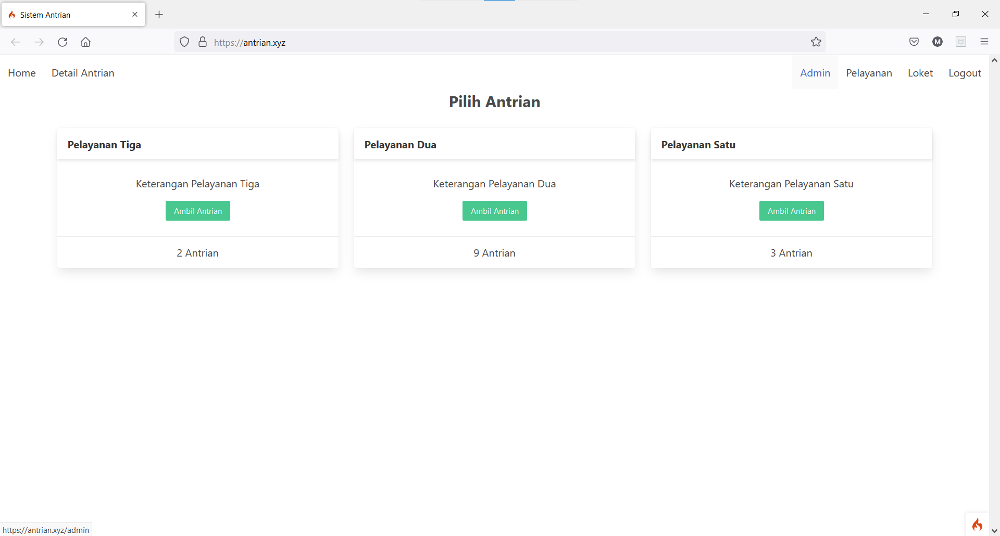 Sistem Antrian
https://antrian.xyz
M
Home Detail Antrian Admin Pelayanan Loket Logout
Pilih Antrian
Pelayanan Tiga
Keterangan Pelayanan Tiga
Ambil Antrian
2 Antrian
Pelayanan Dua
Keterangan Pelayanan Dua
Ambil Antrian
9 Antrian
Pelayanan Satu
Keterangan Pelayanan Satu
Ambil Antrian
3 Antrian
https://antrian.xyz/admin